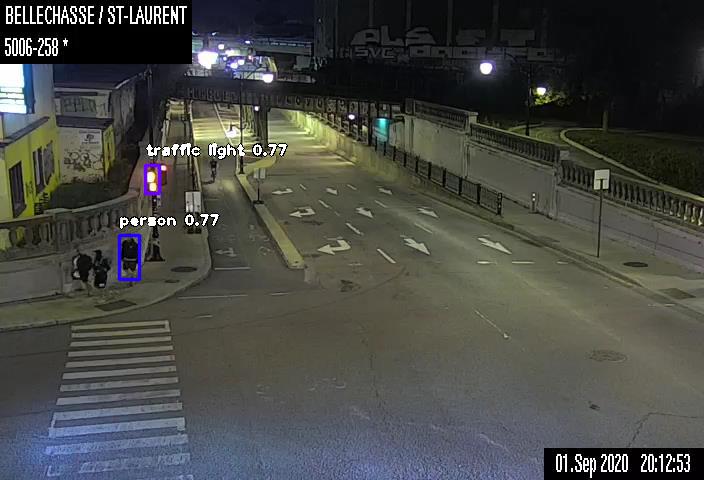 BELLECHASSE / ST-LAURENT
5006-258 *
traffic light 0.77
person 0.77
01.Sep 2020 20:12:53